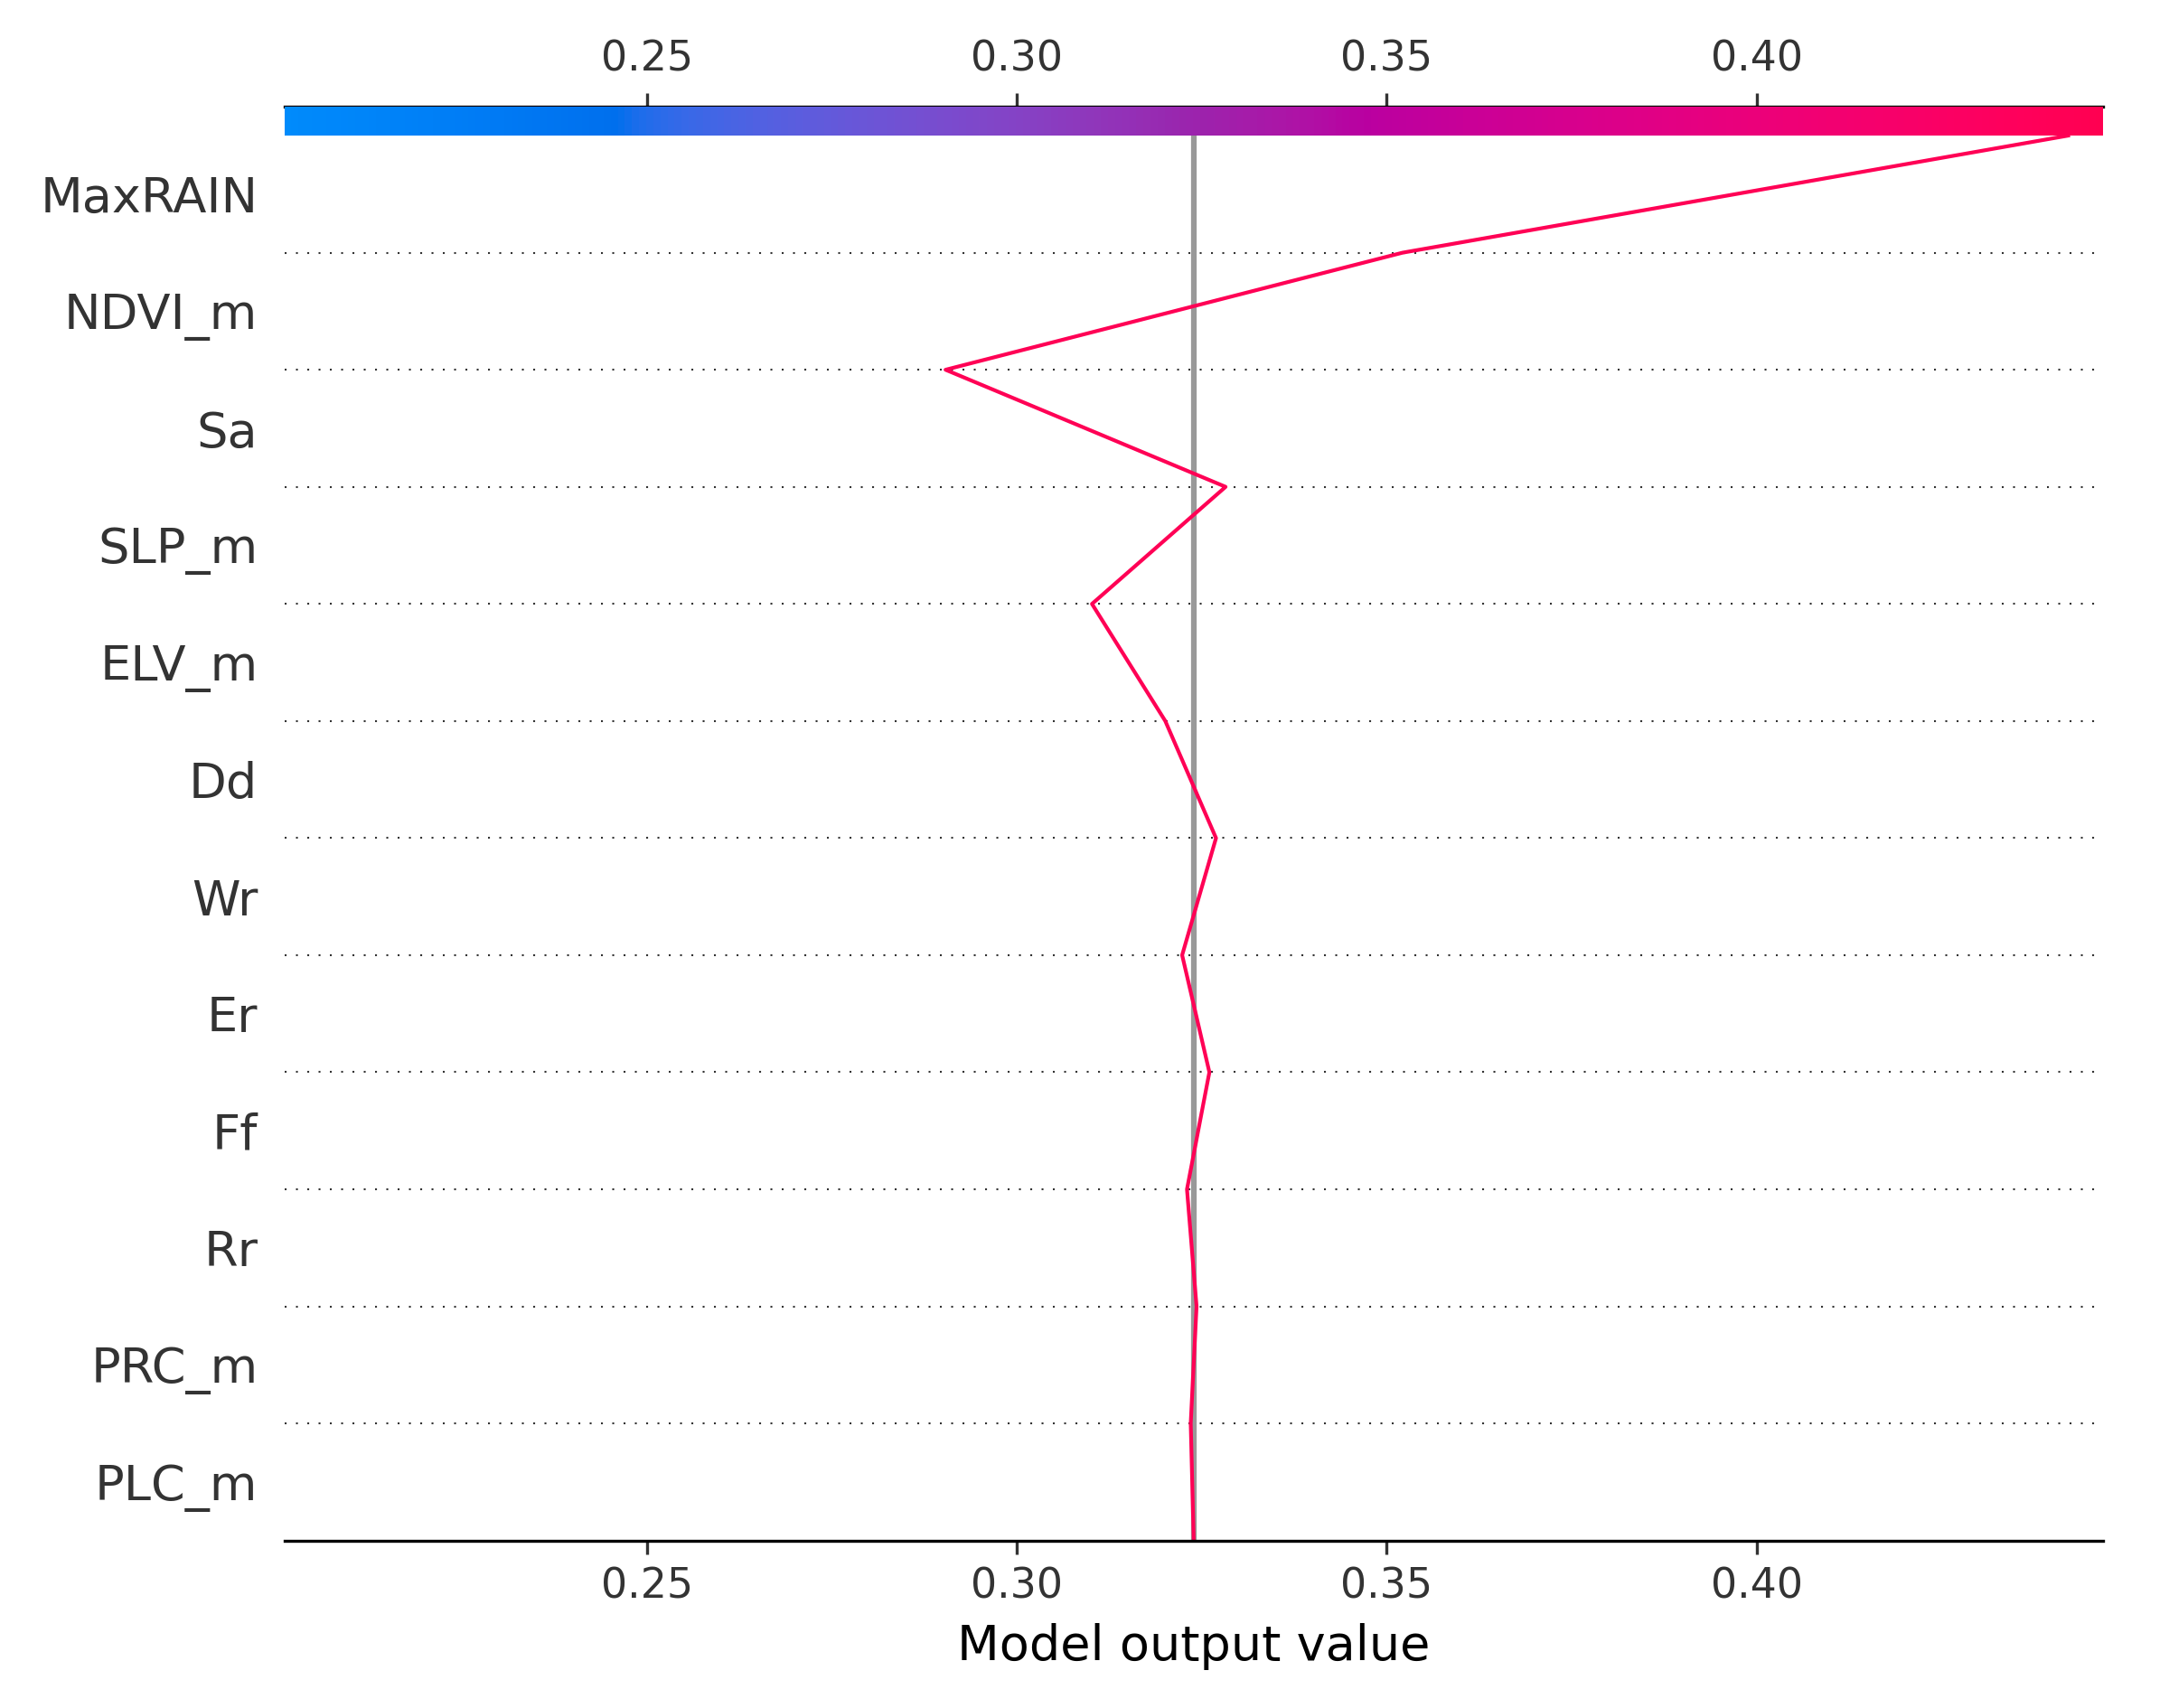 0.25 0.30 0.35 0.40
MaxRAIN
NDVI_m
Sa
SLP_m
ELV_m
Dd
Wr
Er
Ff
Rr
PRC_m
PLC_m
0.25 0.30 0.35 0.40
Model output value